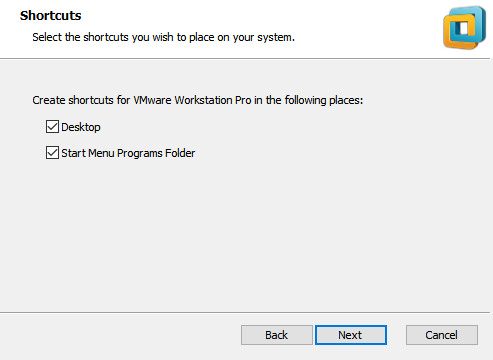 Shortcuts
Select the shortcuts you wish to place on your system.
Create shortcuts for VMware Workstation Pro in the following places:
Desktop
Start Menu Programs Folder
Back
Next
Cancel